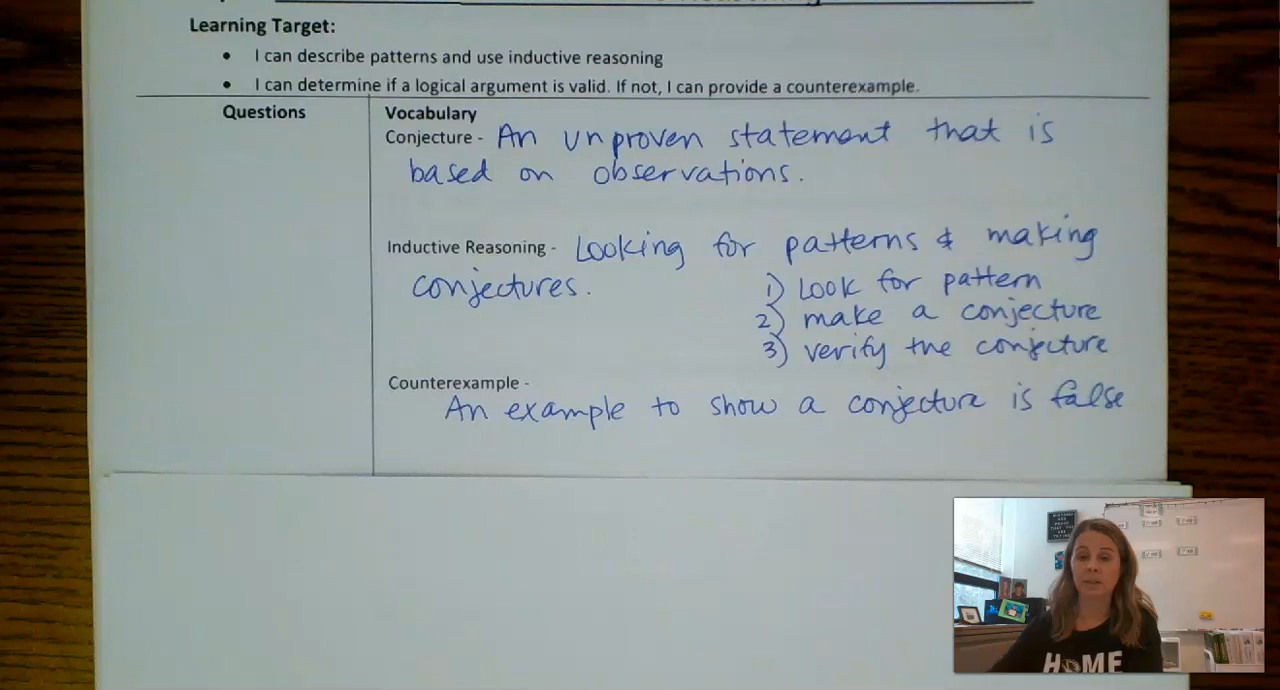 Learning Target:
• I can describe patterns and use inductive reasoning
• I can determine if a logical argument is valid. If not, I can provide a counterexample.
Questions
Vocabulary
Conjecture - An unproven statement that is
based on observations.
Inductive Reasoning - Looking for patterns & making
conjectures.
1) Look for pattern
2) make a conjecture
3) verify the conjecture
Counterexample -
An example to show a conjecture is false
HOME